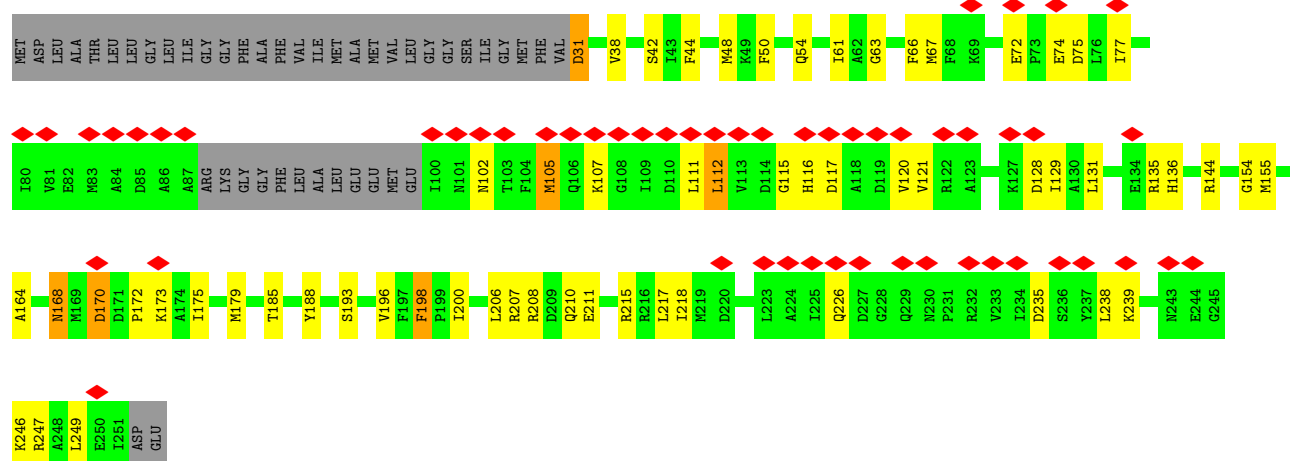 MET ASP LEU ALA THR LEU LEU GLY LEU ILE GLY GLY PHE ALA PHE VAL ILE MET ALA MET VAL LEU GLY GLY SER ILE GLY MET PHE VAL D31 V38 S42 I43 F44 M48 K49 F50 Q54 I61 A62 G63 F66 M67 F68 K69 E72 P73 E74 D75 L76 I77
I80 V81 E82 M83 A84 D85 A86 A87 ARG LYS GLY GLY PHE LEU ALA LEU GLU GLU MET GLU I100 N101 N102 T103 F104 M105 Q106 K107 G108 I109 D110 L111 L112 V113 D114 G115 H116 D117 A118 D119 V120 V121 R122 A123 K127 D128 I129 A130 L131 E134 R135 H136 R144 G154 M155
A164 N168 M169 D170 D171 P172 K173 A174 I175 M179 T185 Y188 S193 V196 F197 F198 P199 I200 L206 R207 R208 D209 Q210 E211 R215 R216 L217 I218 M219 D220 L223 A224 I225 Q226 D227 G228 Q229 N230 P231 R232 V233 I234 D235 S236 Y237 L238 K239 N243 E244 G245
K246 R247 A248 L249 E250 I251 ASP GLU